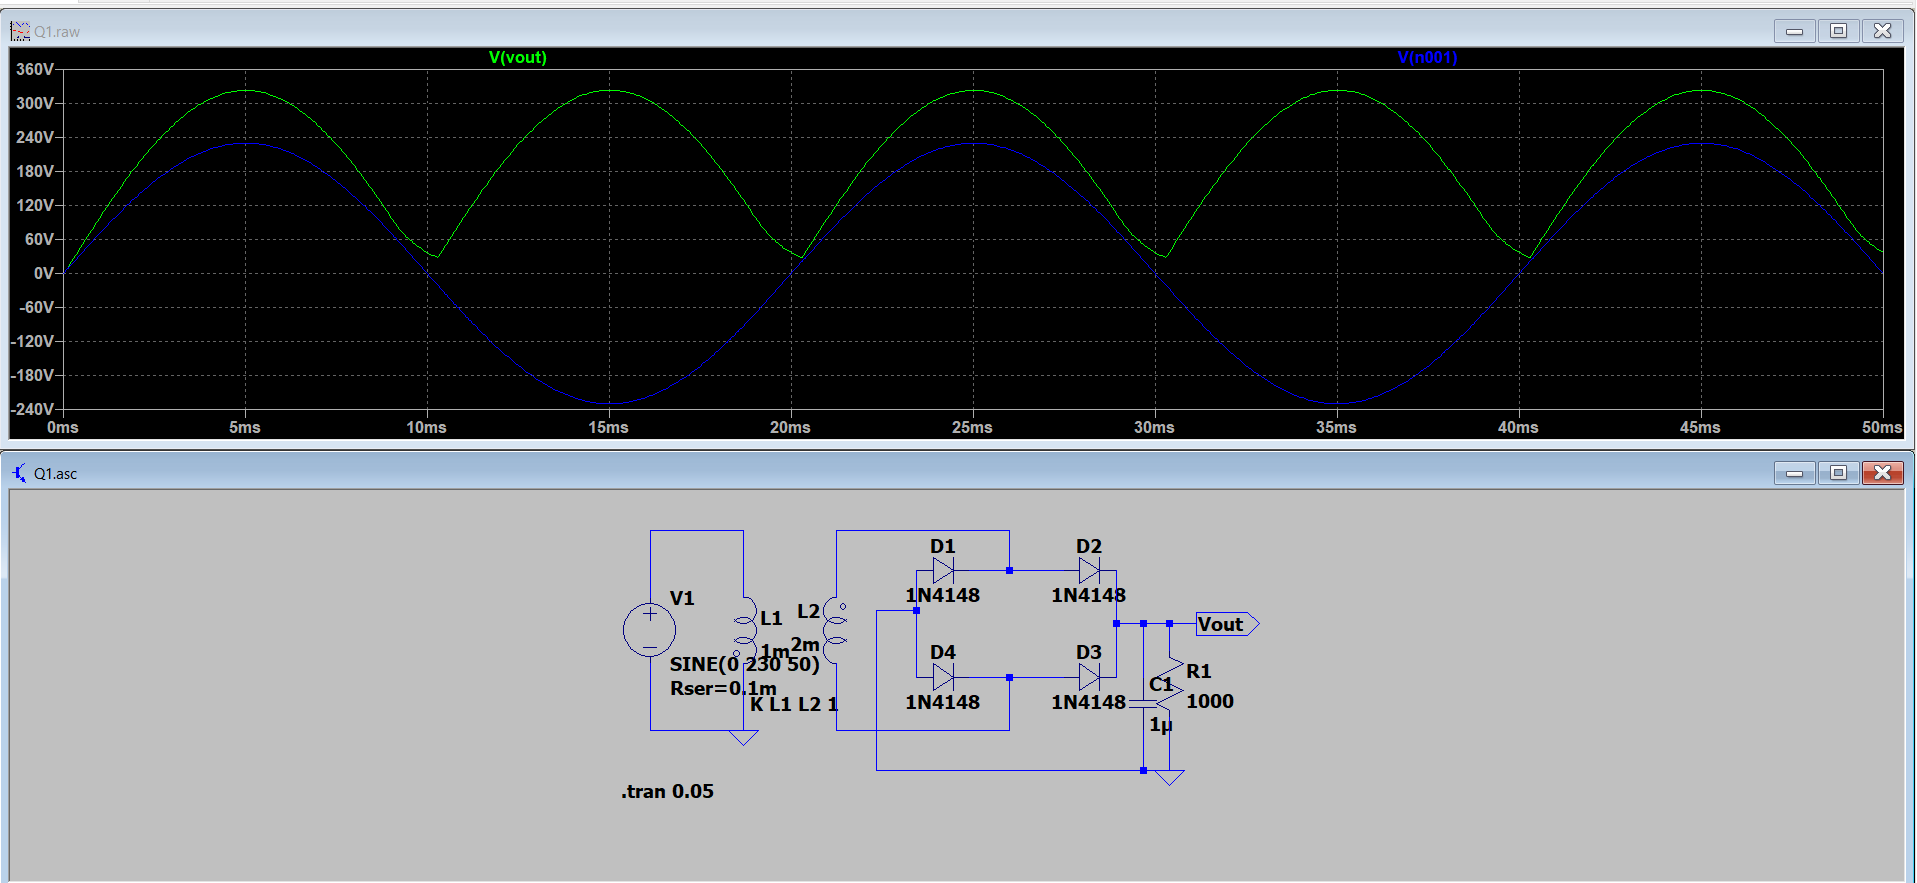 Q1.raw
V(vout) V(n001)
360V
300V
240V
180V
120V
60V
0V
-60V
-120V
-180V
-240V
0ms 5ms 10ms 15ms 20ms 25ms 30ms 35ms 40ms 45ms 50ms
Q1.asc
D1 D2
1N4148 1N4148
V1
L1 L2
1m 2m
SINE(0 230 50)
Rser=0.1m
K L1 L2 1
Vout
D4 D3
1N4148 1N4148
C1
1µ
R1
1000
.tran 0.05